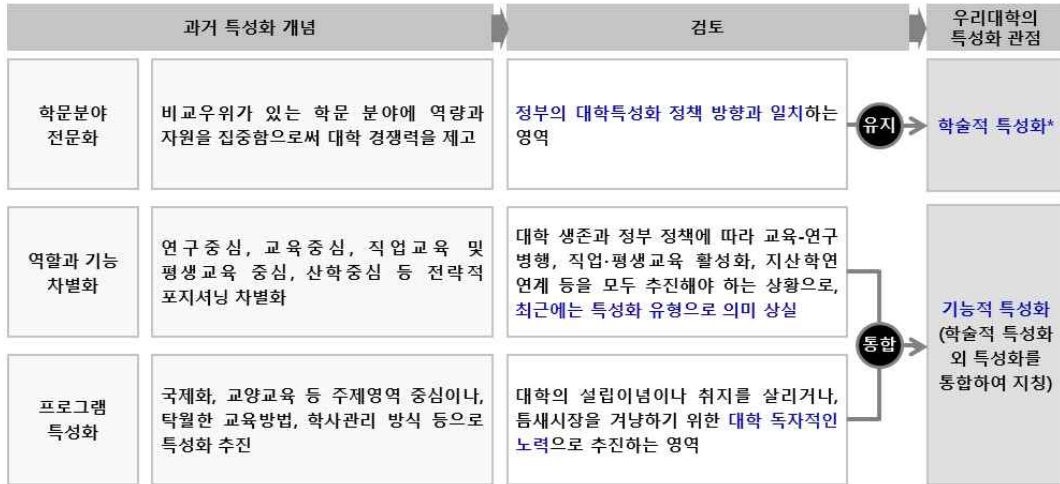 과거 특성화 개념
검토
우리대학의
특성화 관점
학문분야
전문화
비교우위가 있는 학문 분야에 역량과
자원을 집중함으로써 대학 경쟁력을 제고
정부의 대학특성화 정책 방향과 일치하는
영역
유지
학술적 특성화*
역할과 기능
차별화
연구중심, 교육중심, 직업교육 및
평생교육 중심, 산학중심 등 전략적
포지셔닝 차별화
대학 생존과 정부 정책에 따라 교육-연구
병행, 직업·평생교육 활성화, 지산학연
연계 등을 모두 추진해야 하는 상황으로,
최근에는 특성화 유형으로 의미 상실
통합
기능적 특성화
(학술적 특성화
외 특성화를
통합하여 지칭)
프로그램
특성화
국제화, 교양교육 등 주제영역 중심이나,
탁월한 교육방법, 학사관리 방식 등으로
특성화 추진
대학의 설립이념이나 취지를 살리거나,
틈새시장을 겨냥하기 위한 대학 독자적인
노력으로 추진하는 영역